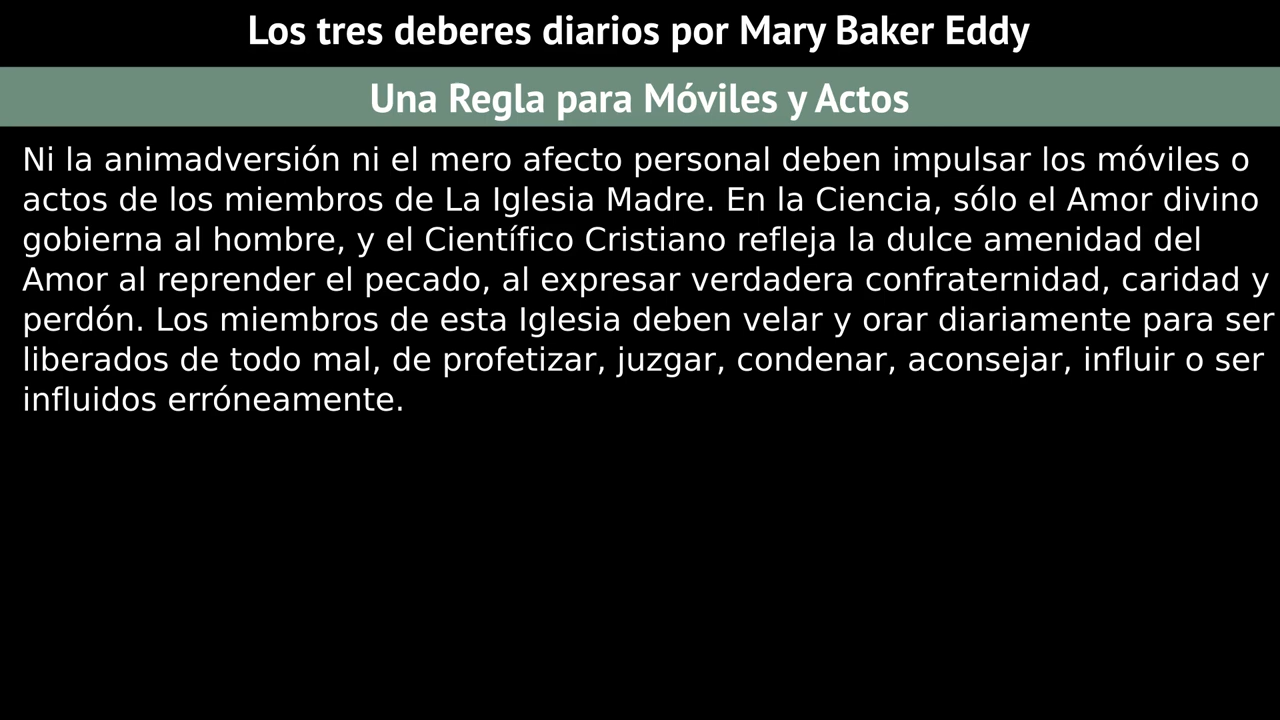 Los tres deberes diarios por Mary Baker Eddy
Una Regla para Móviles y Actos
Ni la animadversión ni el mero afecto personal deben impulsar los móviles o
actos de los miembros de La Iglesia Madre. En la Ciencia, sólo el Amor divino
gobierna al hombre, y el Científico Cristiano refleja la dulce amenidad del
Amor al reprender el pecado, al expresar verdadera confraternidad, caridad y
perdón. Los miembros de esta Iglesia deben velar y orar diariamente para ser
liberados de todo mal, de profetizar, juzgar, condenar, aconsejar, influir o ser
influidos erróneamente.